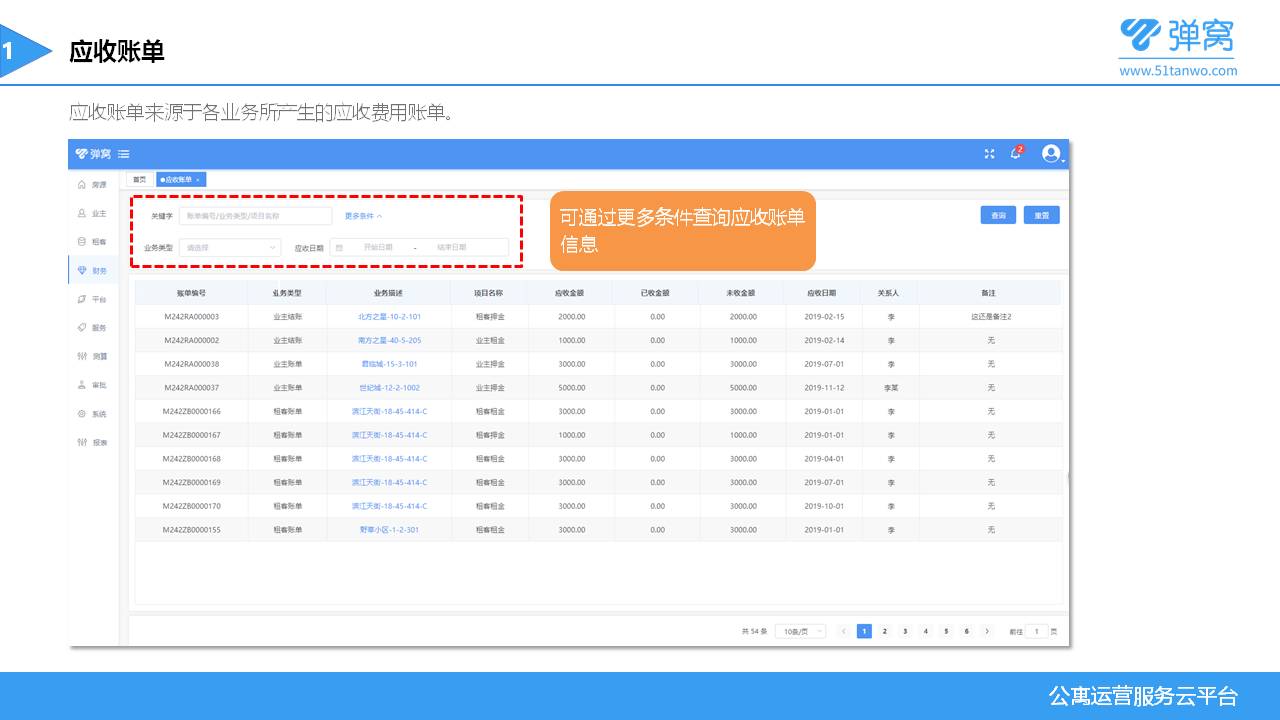 1
应收账单
弹窝
www.51tanwo.com
应收账单来源于各业务所产生的应收费用账单。
弹窝
2
房源
业主
租客
财务
平台
服务
测算
审批
系统
报表
首页 应收账单 ×
关键字 账单编号/业务类型/项目名称 更多条件
业务类型 请选择 应收日期 开始日期 - 结束日期
查询 重置
可通过更多条件查询应收账单
信息
账单编号 业务类型 业务描述 项目名称 应收金额 已收金额 未收金额 应收日期 关系人 备注
M242RA000003 业主结账 北方之星-10-2-101 租客押金 2000.00 0.00 2000.00 2019-02-15 李 这还是备注2
M242RA000002 业主结账 南方之星-40-5-205 业主租金 1000.00 0.00 1000.00 2019-02-14 李 无
M242RA000038 业主账单 君临城-15-3-101 业主押金 3000.00 0.00 3000.00 2019-07-01 李 无
M242RA000037 业主账单 世纪城-12-2-1002 业主押金 5000.00 0.00 5000.00 2019-11-12 李某 无
M242ZB0000166 租客账单 滨江天街-18-45-414-C 租客租金 3000.00 0.00 3000.00 2019-01-01 李 无
M242ZB0000167 租客账单 滨江天街-18-45-414-C 租客押金 1000.00 0.00 1000.00 2019-01-01 李 无
M242ZB0000168 租客账单 滨江天街-18-45-414-C 租客租金 3000.00 0.00 3000.00 2019-04-01 李 无
M242ZB0000169 租客账单 滨江天街-18-45-414-C 租客租金 3000.00 0.00 3000.00 2019-07-01 李 无
M242ZB0000170 租客账单 滨江天街-18-45-414-C 租客租金 3000.00 0.00 3000.00 2019-10-01 李 无
M242ZB0000155 租客账单 野草小区-1-2-301 租客租金 3000.00 0.00 3000.00 2019-01-01 李 无
共 54 条 10条/页 < 1 2 3 4 5 6 > 前往 1 页
公寓运营服务云平台